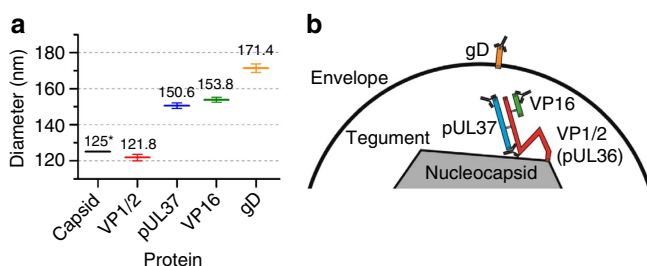 a
Diameter (nm)
180
160
140
120
125*
121.8
150.6
153.8
171.4
Capsid
VP1/2
pUL37
VP16
gD
Protein
b
gD
Envelope
VP16
pUL37
Tegument
VP1/2
(pUL36)
Nucleocapsid